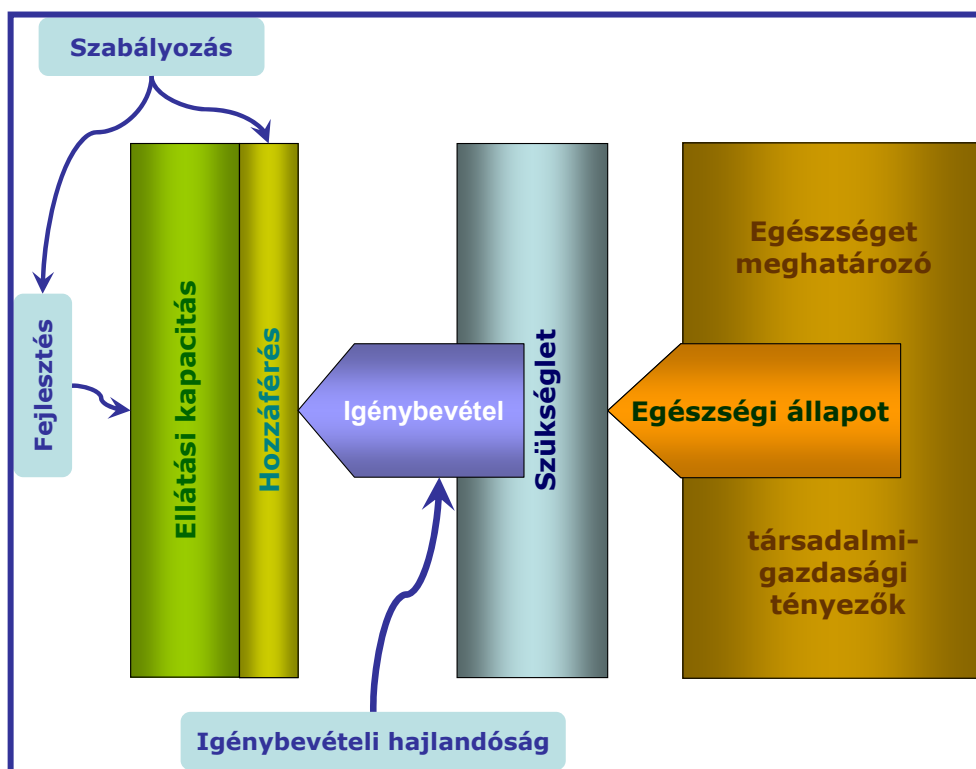 Szabályozás
Fejlesztés
Ellátási kapacitás
Hozzáférés
Igénybevétel
Szükséglet
Egészséget
meghatározó
Egészségi állapot
társadalmi-
gazdasági
tényezők
Igénybevételi hajlandóság